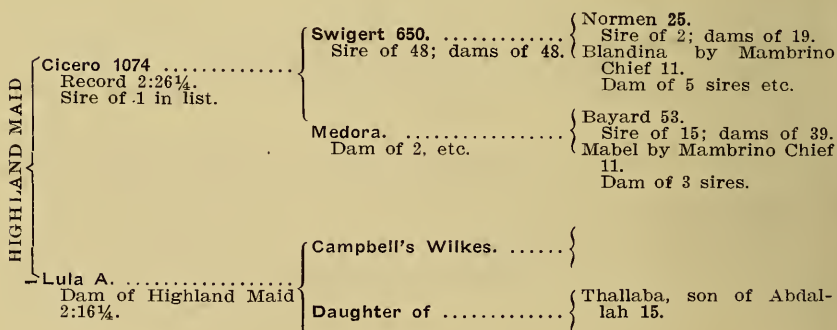 HIGHLAND MAID
Cicero 1074 ..................
Record 2:26¼.
Sire of 1 in list.
Swigert 650. .............
Sire of 48; dams of 48.
Normen 25.
Sire of 2; dams of 19.
Blandina by Mambrino
Chief 11.
Dam of 5 sires etc.
Medora. ..................
Dam of 2, etc.
Bayard 53.
Sire of 15; dams of 39.
Mabel by Mambrino Chief
11.
Dam of 3 sires.
Lula A. ......................
Dam of Highland Maid
2:16¼.
Campbell's Wilkes. ......
Daughter of .............
Thallaba, son of Abdal-
lah 15.